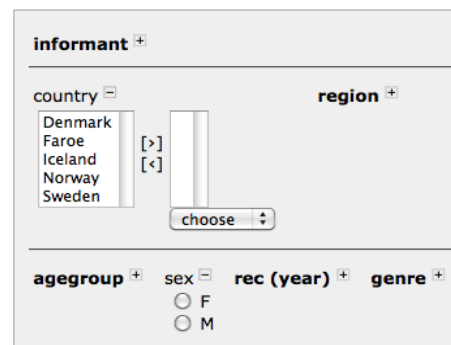 informant +
country −
region +
Denmark
Faroe
Iceland
Norway
Sweden
[>]
[<]
choose
agegroup + sex − rec (year) + genre +
F
M